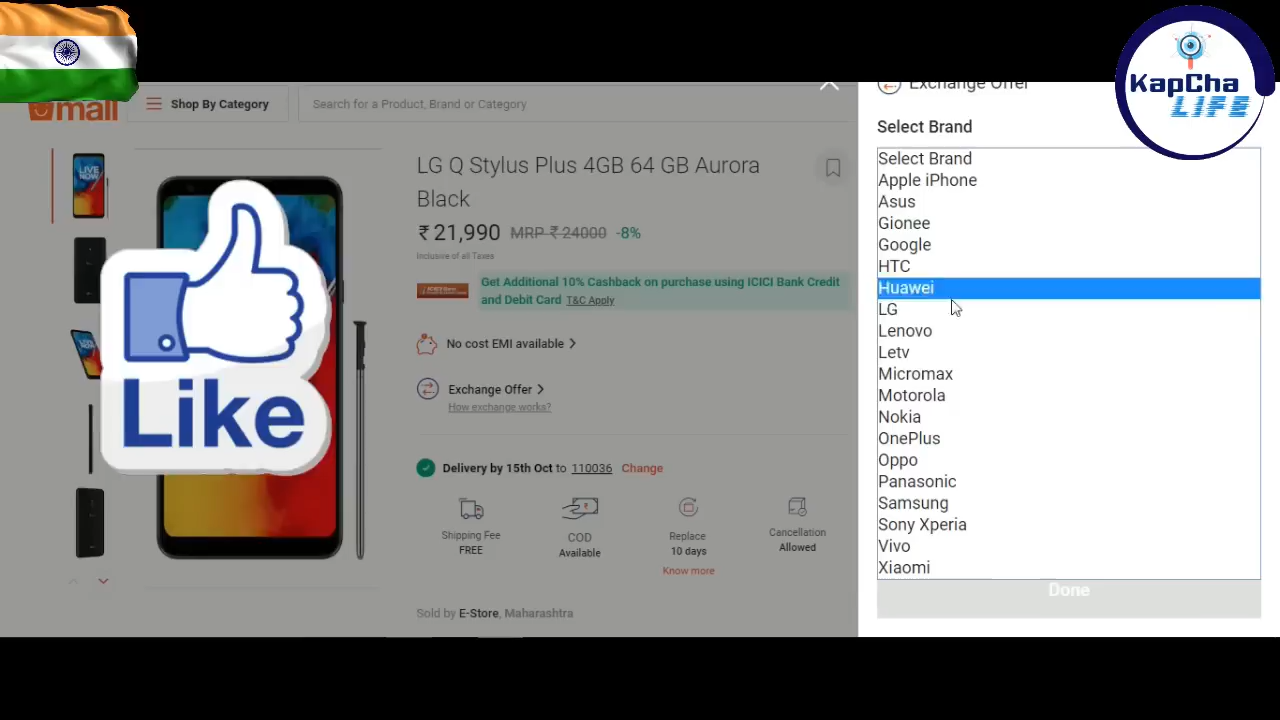 mall
Shop By Category
Search for a Product, Brand or Category
LG Q Stylus Plus 4GB 64 GB Aurora
Black
₹21,990 MRP ₹24000 -8%
Inclusive of all Taxes
Get Additional 10% Cashback on purchase using ICICI Bank Credit
and Debit Card T&C Apply
No cost EMI available
Exchange Offer
How exchange works?
Delivery by 15th Oct to 110036 Change
Shipping Fee
FREE
COD
Available
Replace
10 days
Know more
Cancellation
Allowed
Sold by E-Store, Maharashtra
LIVE
NOW
Like
Exchange Offer
Select Brand
Select Brand
Apple iPhone
Asus
Gionee
Google
HTC
Huawei
LG
Lenovo
Letv
Micromax
Motorola
Nokia
OnePlus
Oppo
Panasonic
Samsung
Sony Xperia
Vivo
Xiaomi
Done
KapCha
LIFE